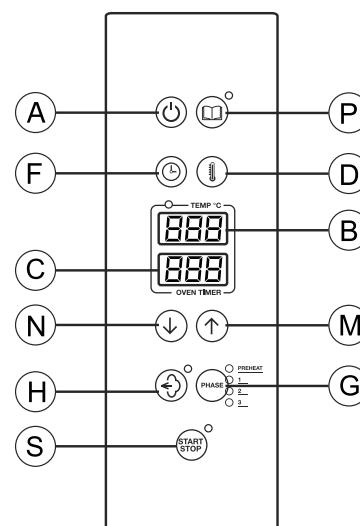 A P
F D
TEMP °C
888 B
C 888
OVEN TIMER
N M
PREHEAT
1
H PHASE 2 G
3
S START
STOP